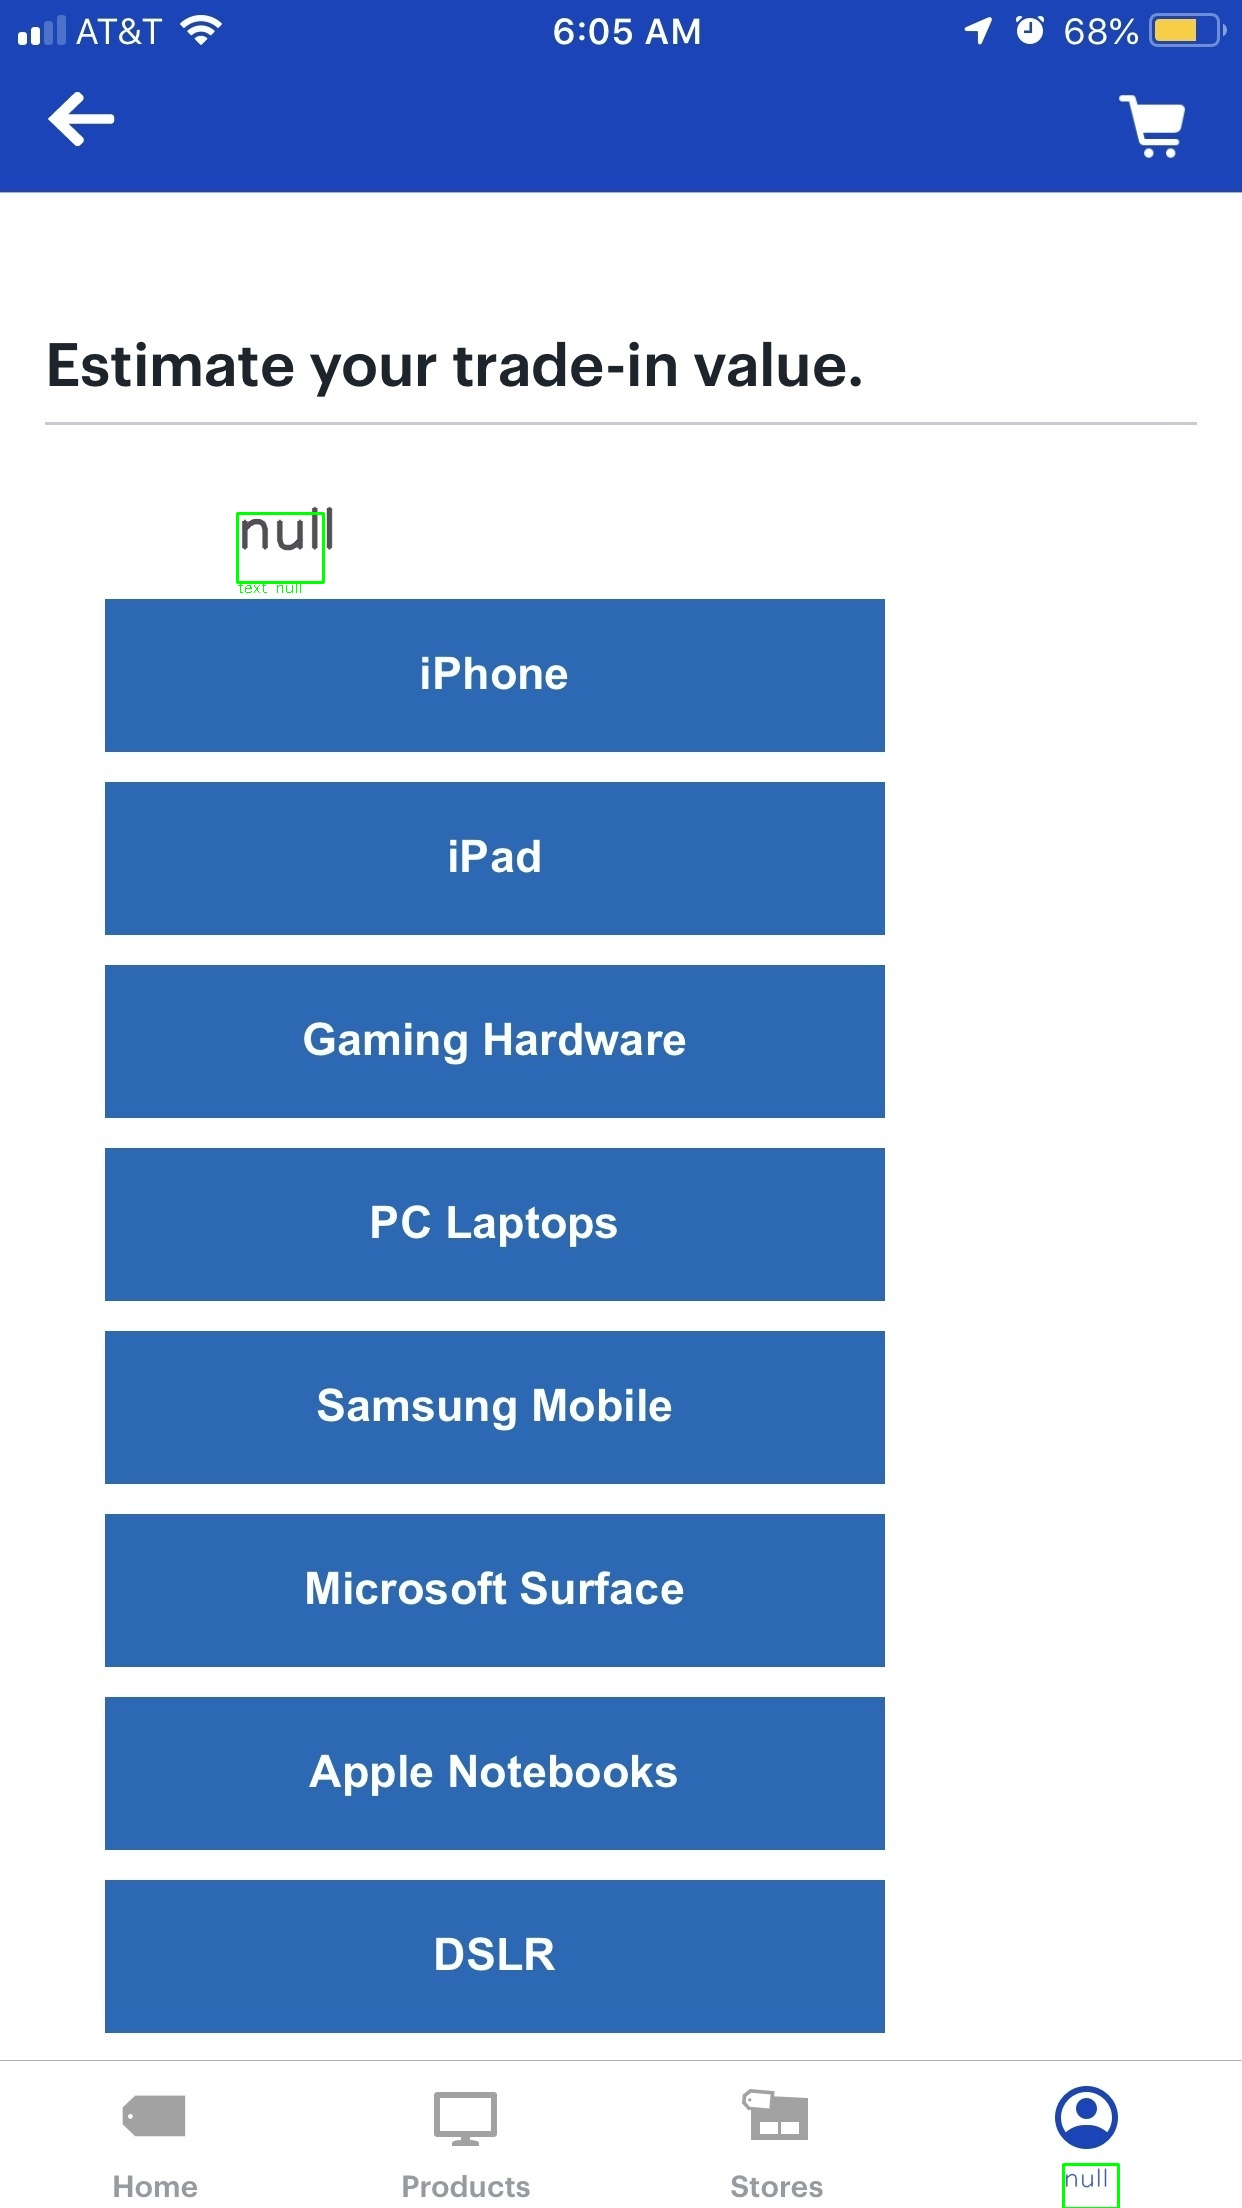 AT&T 6:05 AM 68%
Estimate your trade-in value.
null
text null
iPhone
iPad
Gaming Hardware
PC Laptops
Samsung Mobile
Microsoft Surface
Apple Notebooks
DSLR
Home Products Stores null